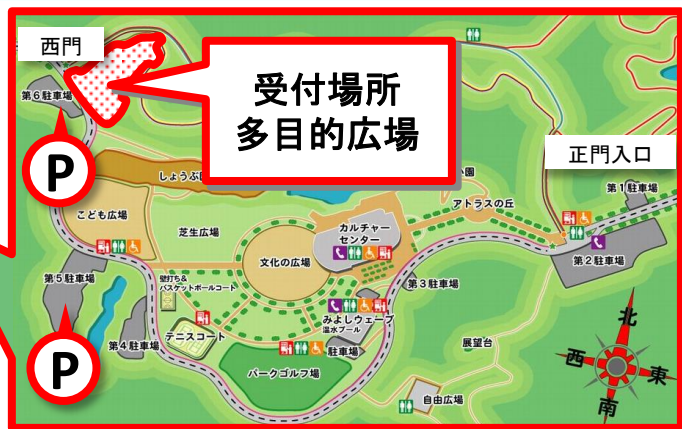 西門
受付場所
多目的広場
第6駐車場
正門入口
P
しょうぶ
園
第1駐車場
こども広場
アトラスの丘
芝生広場
カルチャー
センター
文化の広場
第2駐車場
第5駐車場
壁打ち&
バスケットボールコート
第3駐車場
みよしウェーブ
温水プール
テニスコート
第4駐車場
駐車場
展望台
P
パークゴルフ場
自由広場
北
西
東
南